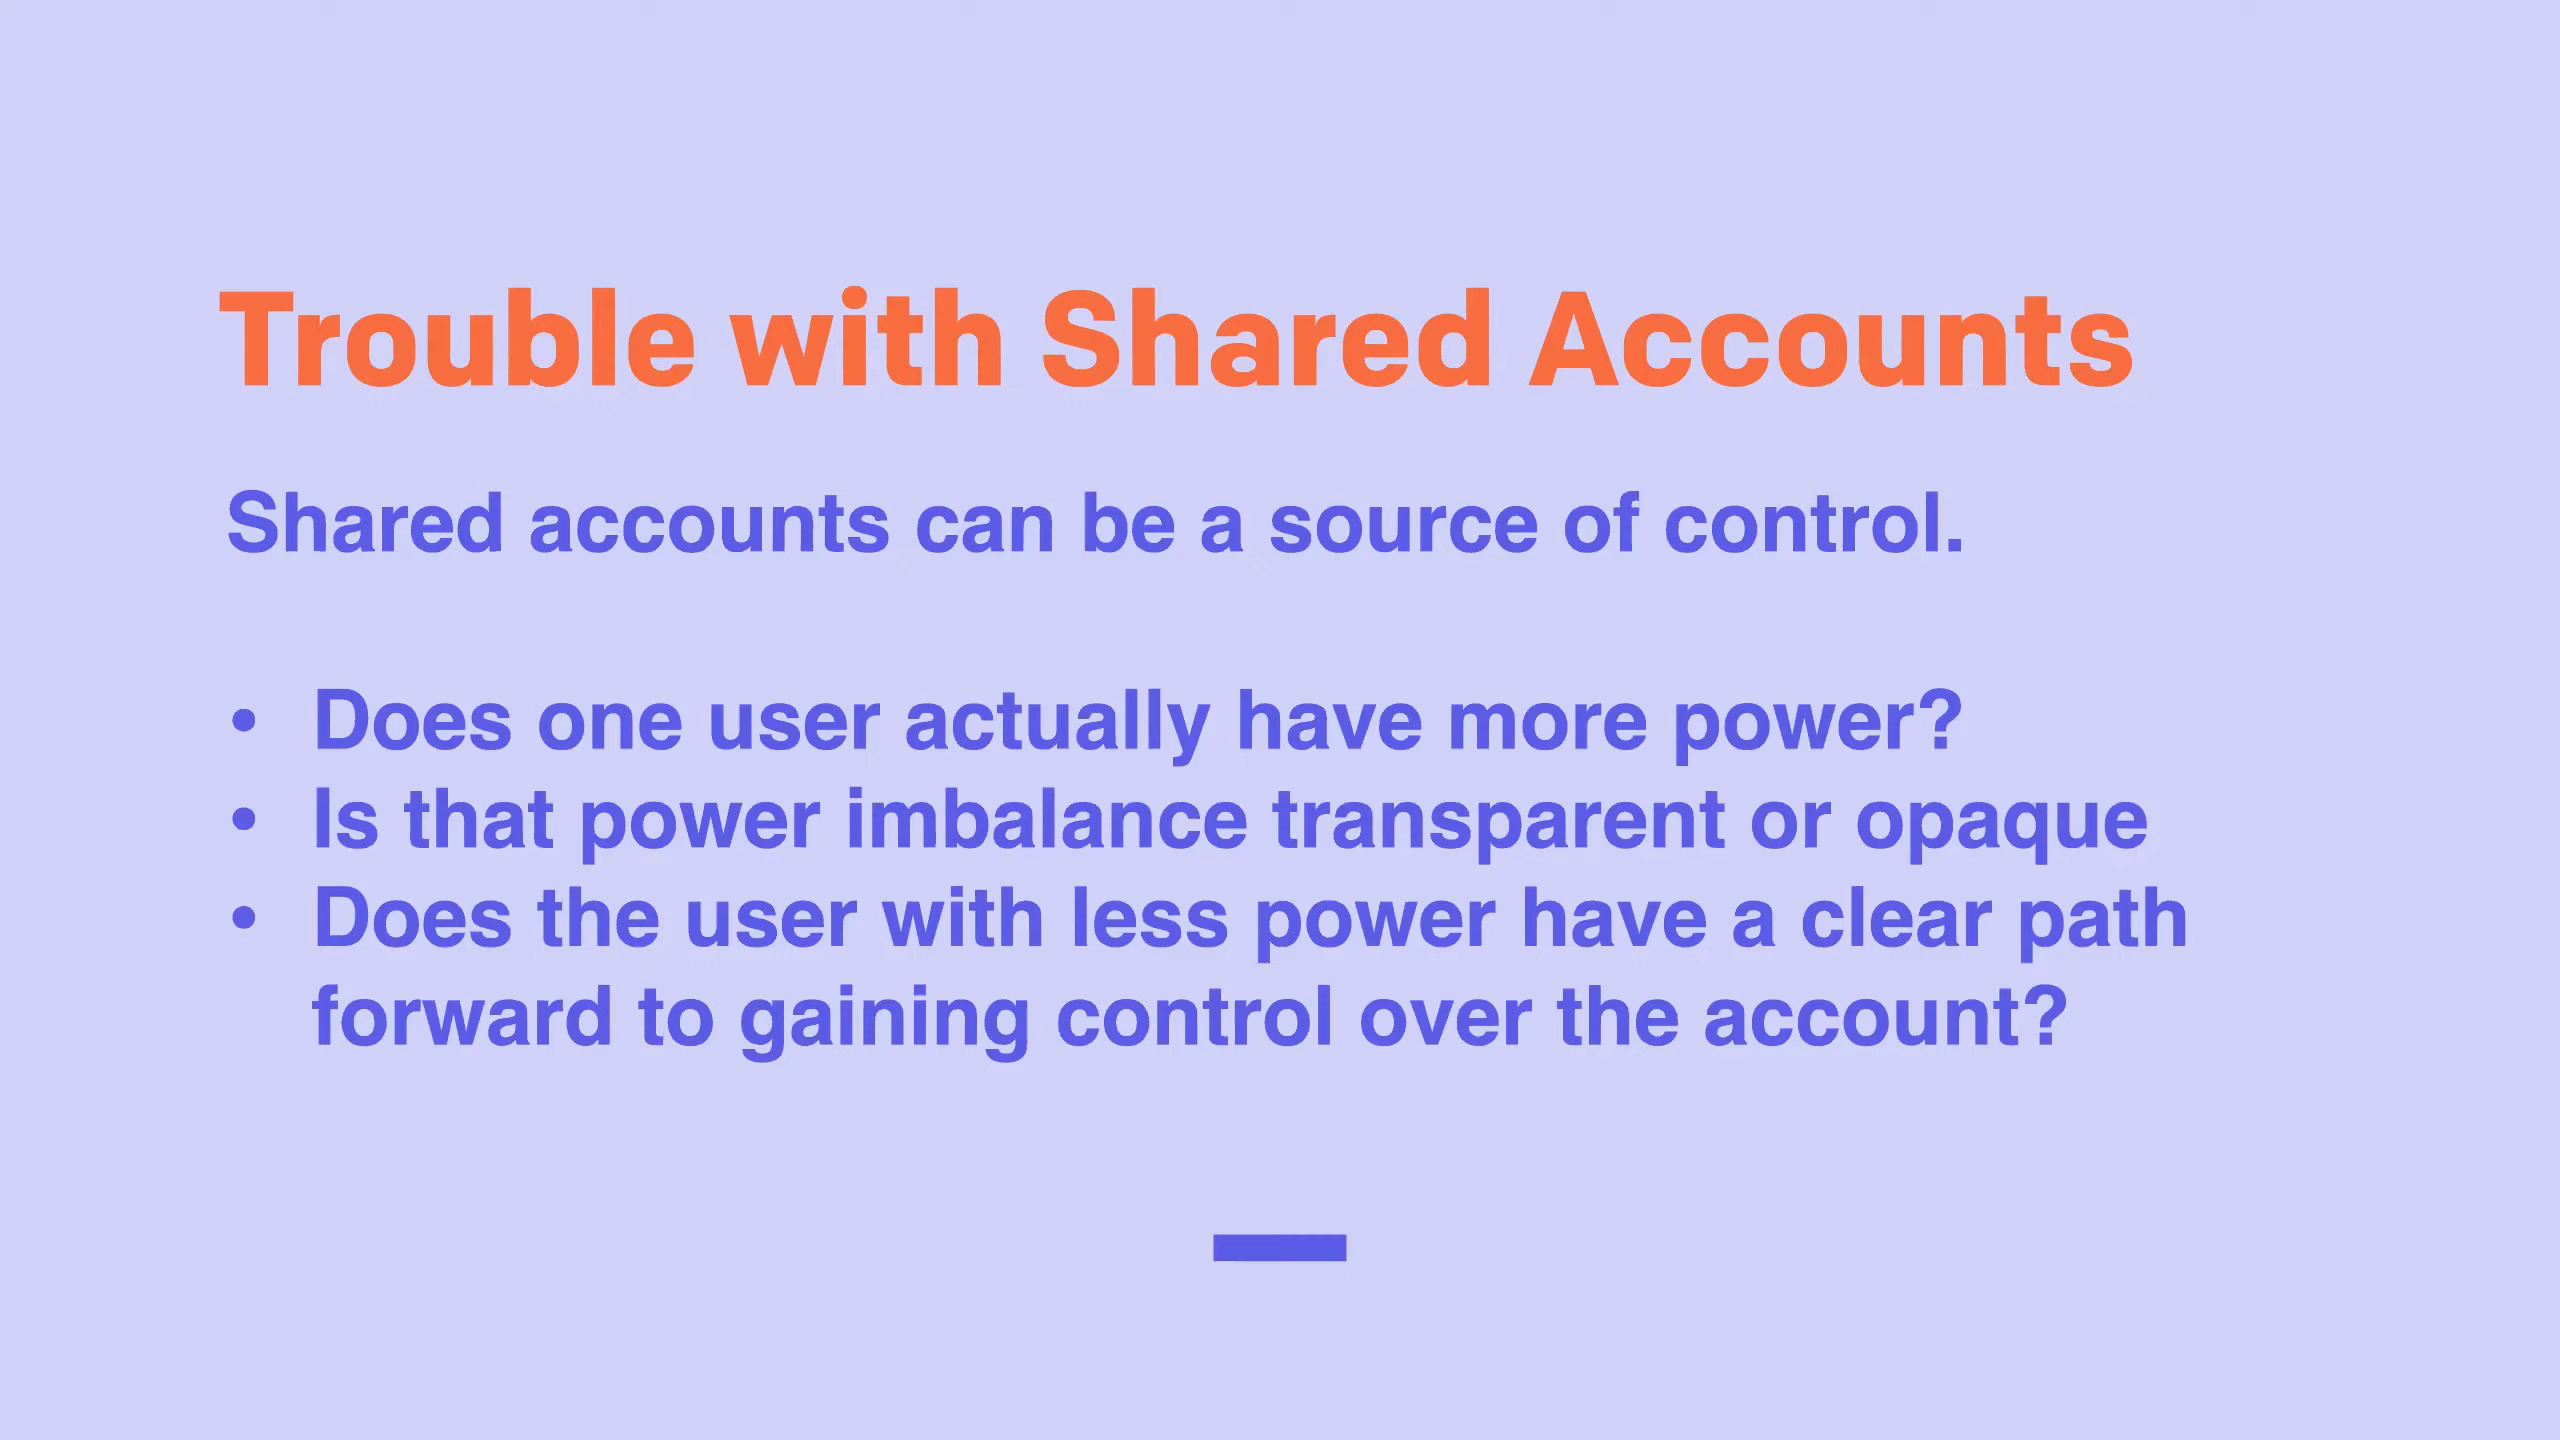 Trouble with Shared Accounts
Shared accounts can be a source of control.
• Does one user actually have more power?
• Is that power imbalance transparent or opaque
• Does the user with less power have a clear path
forward to gaining control over the account?